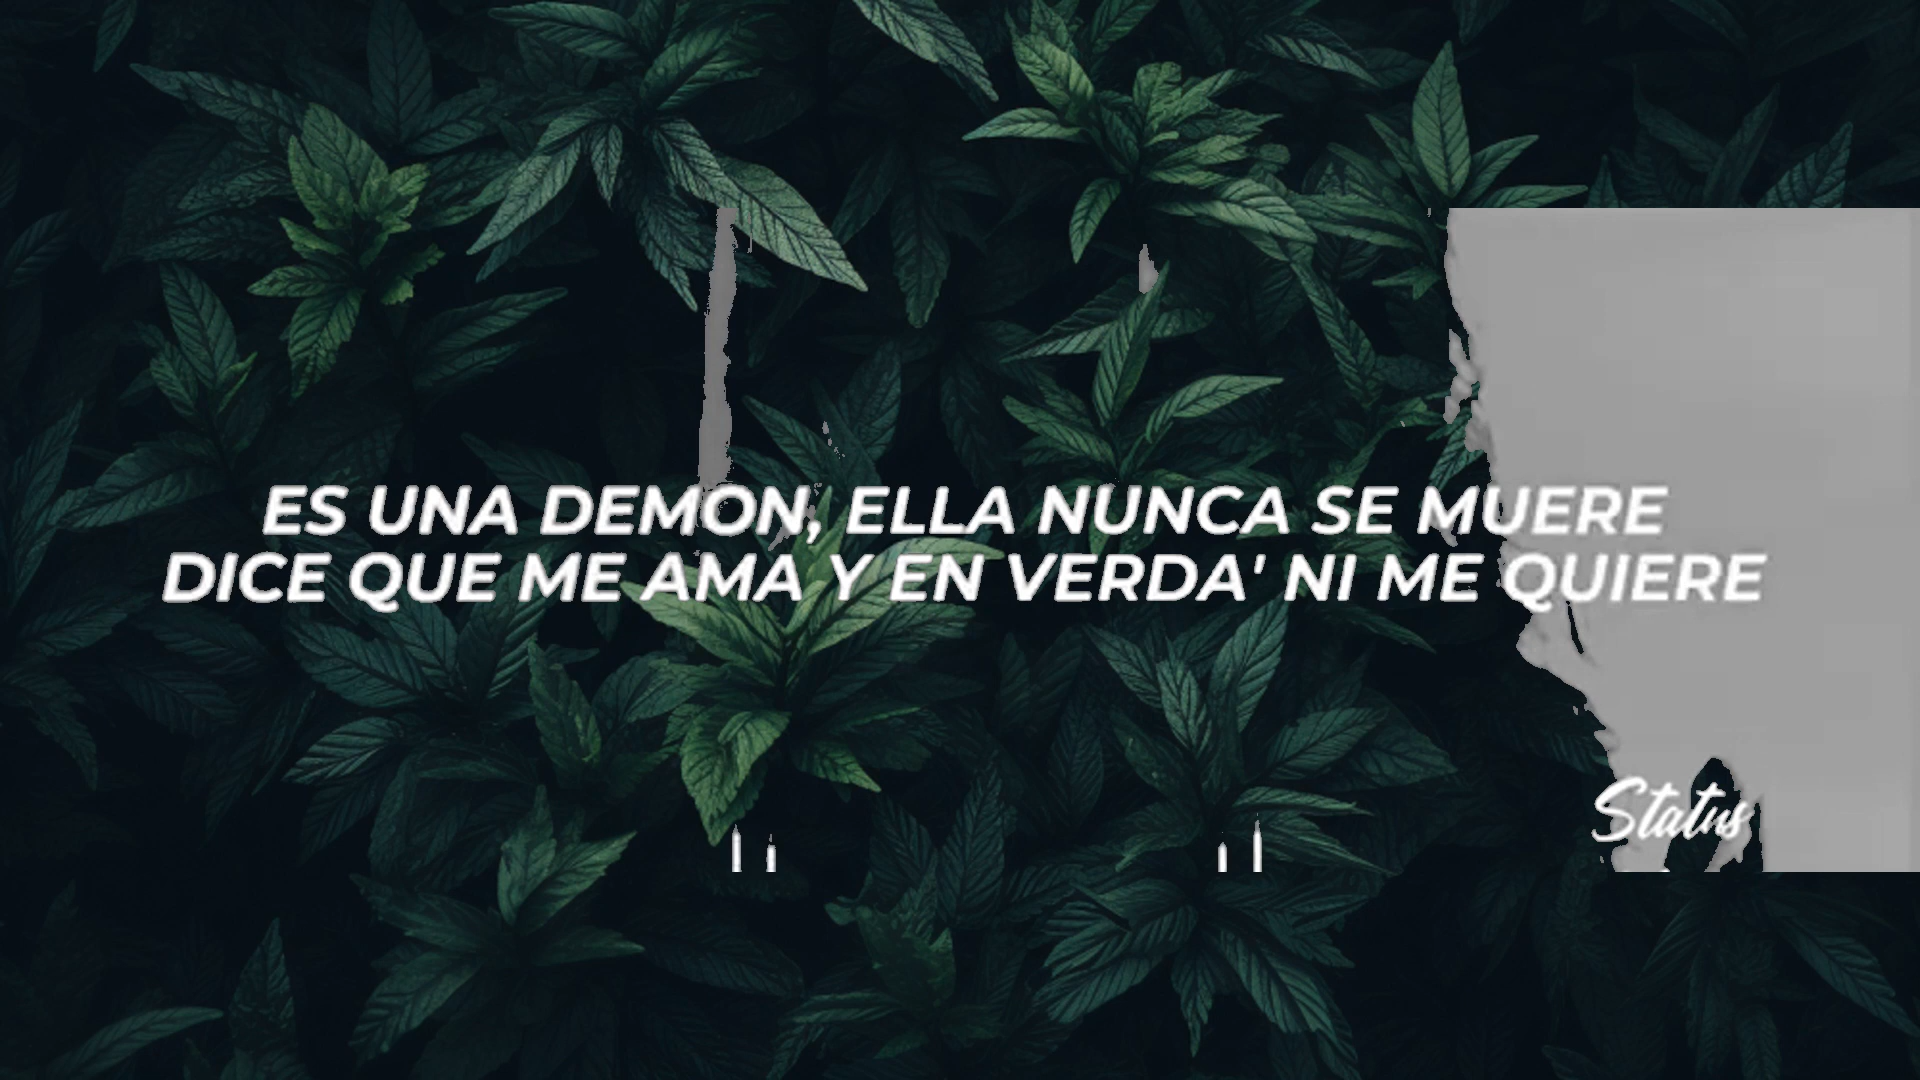 ES UNA DEMON, ELLA NUNCA SE MUERE
DICE QUE ME AMA Y EN VERDA' NI ME QUIERE
Status